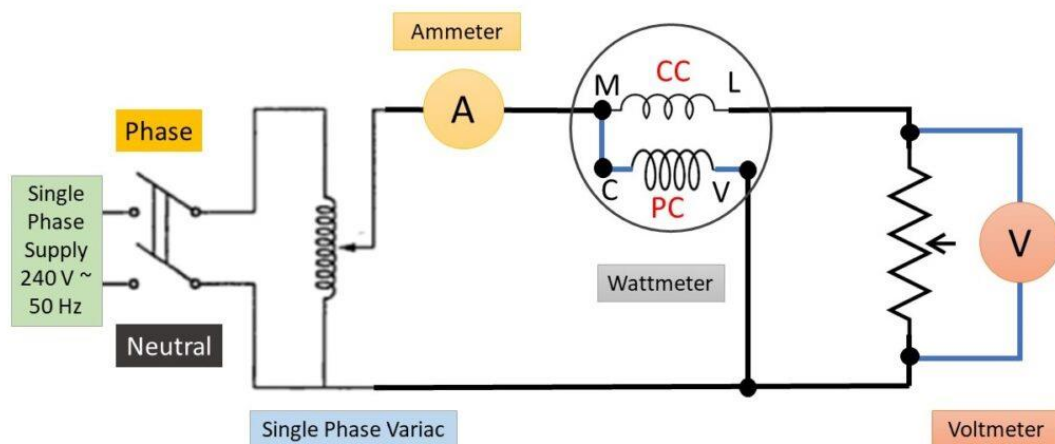 Ammeter
A
M
CC
L
C
PC
V
Phase
Single
Phase
Supply
240 V ~
50 Hz
Neutral
Wattmeter
V
Single Phase Variac
Voltmeter